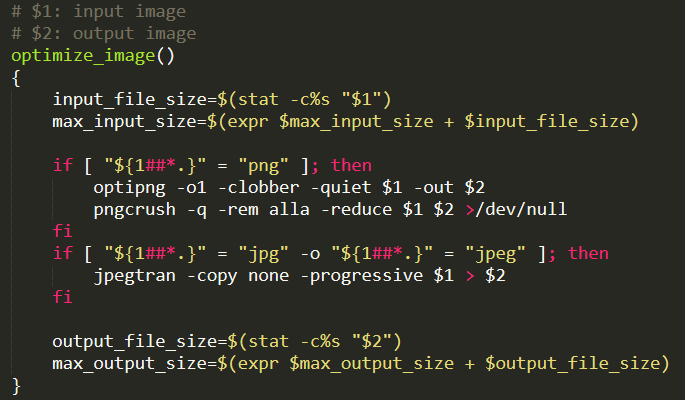 # $1: input image
# $2: output image
optimize_image()
{
    input_file_size=$(stat -c%s "$1")
    max_input_size=$(expr $max_input_size + $input_file_size)

    if [ "${1##*.}" = "png" ]; then
        optipng -o1 -clobber -quiet $1 -out $2
        pngcrush -q -rem alla -reduce $1 $2 >/dev/null
    fi
    if [ "${1##*.}" = "jpg" -o "${1##*.}" = "jpeg" ]; then
        jpegtran -copy none -progressive $1 > $2
    fi

    output_file_size=$(stat -c%s "$2")
    max_output_size=$(expr $max_output_size + $output_file_size)
}